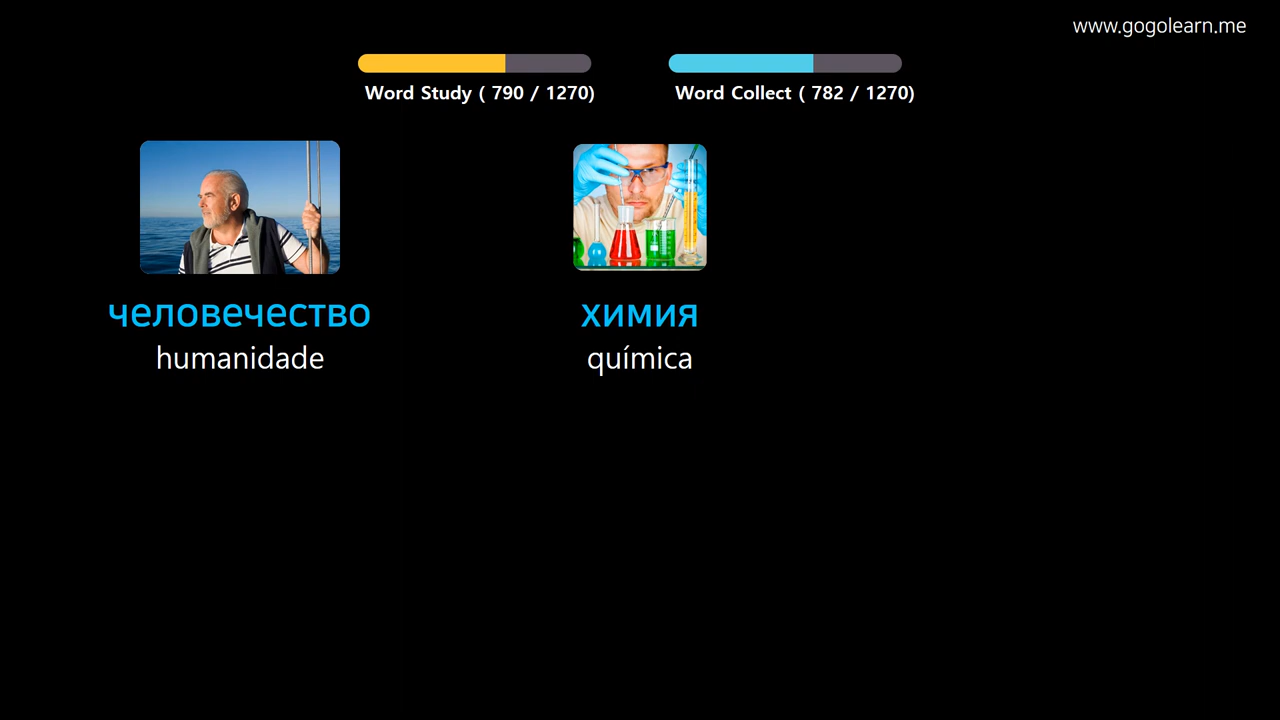 www.gogolearn.me
Word Study ( 790 / 1270)
Word Collect ( 782 / 1270)
человечество
humanidade
химия
química